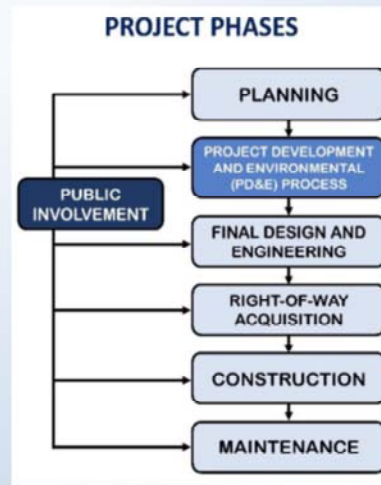 PROJECT PHASES
PLANNING
PROJECT DEVELOPMENT
AND ENVIRONMENTAL
(PD&E) PROCESS
PUBLIC
INVOLVEMENT
FINAL DESIGN AND
ENGINEERING
RIGHT-OF-WAY
ACQUISITION
CONSTRUCTION
MAINTENANCE